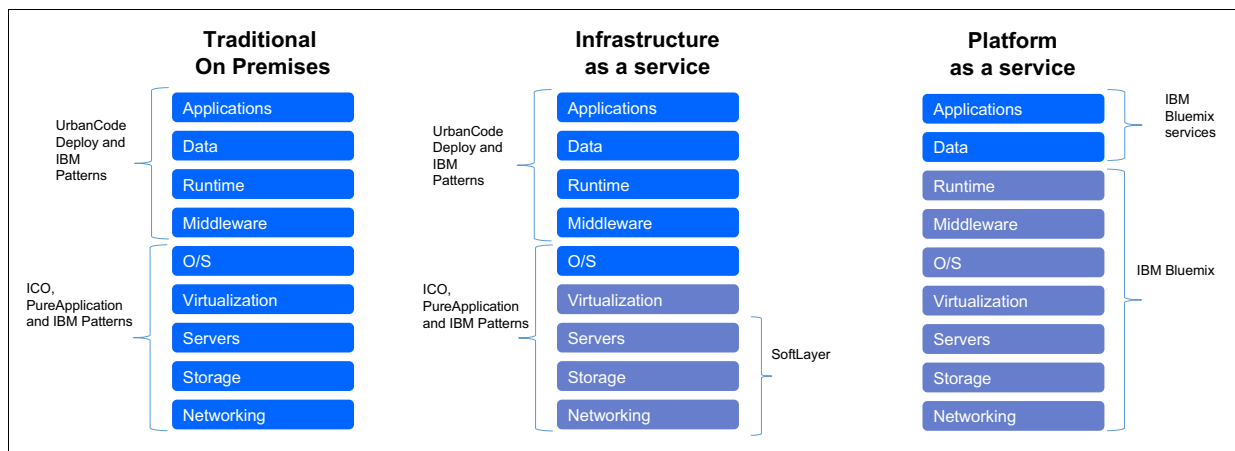 Traditional
On Premises
UrbanCode
Deploy and
IBM
Patterns
ICO,
PureApplication
and IBM Patterns
Applications
Data
Runtime
Middleware
O/S
Virtualization
Servers
Storage
Networking
Infrastructure
as a service
UrbanCode
Deploy and
IBM
Patterns
ICO,
PureApplication
and IBM Patterns
Applications
Data
Runtime
Middleware
O/S
Virtualization
Servers
Storage
Networking
SoftLayer
Platform
as a service
Applications
Data
Runtime
Middleware
O/S
Virtualization
Servers
Storage
Networking
IBM
Bluemix
services
IBM Bluemix